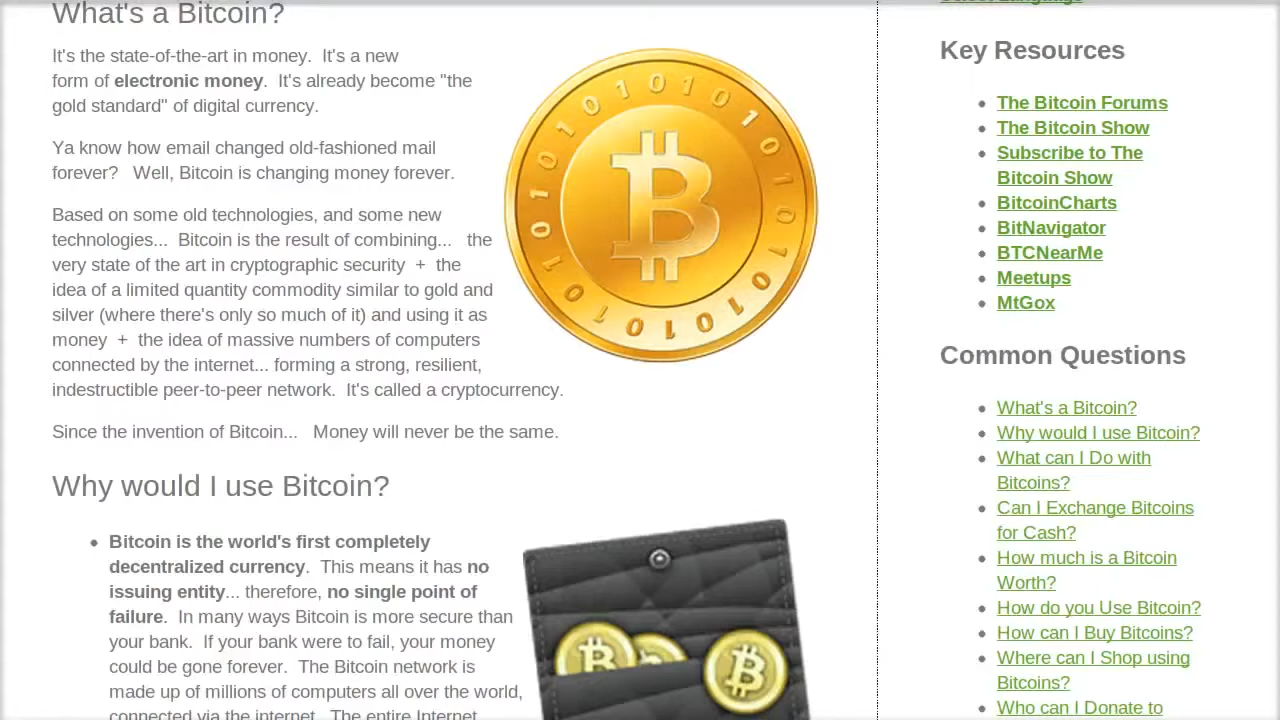 What's a Bitcoin?
It's the state-of-the-art in money.  It's a new
form of electronic money.  It's already become "the
gold standard" of digital currency.
Ya know how email changed old-fashioned mail
forever?   Well, Bitcoin is changing money forever.
Based on some old technologies, and some new
technologies...  Bitcoin is the result of combining...   the
very state of the art in cryptographic security  +  the
idea of a limited quantity commodity similar to gold and
silver (where there's only so much of it) and using it as
money  +  the idea of massive numbers of computers
connected by the internet... forming a strong, resilient,
indestructible peer-to-peer network.  It's called a cryptocurrency.
Since the invention of Bitcoin...   Money will never be the same.
Why would I use Bitcoin?
Bitcoin is the world's first completely
decentralized currency.  This means it has no
issuing entity... therefore, no single point of
failure.  In many ways Bitcoin is more secure than
your bank.  If your bank were to fail, your money
could be gone forever.  The Bitcoin network is
made up of millions of computers all over the world,
connected via the internet.  The entire Internet
Select Language
Key Resources
The Bitcoin Forums
The Bitcoin Show
Subscribe to The
Bitcoin Show
BitcoinCharts
BitNavigator
BTCNearMe
Meetups
MtGox
Common Questions
What's a Bitcoin?
Why would I use Bitcoin?
What can I Do with
Bitcoins?
Can I Exchange Bitcoins
for Cash?
How much is a Bitcoin
Worth?
How do you Use Bitcoin?
How can I Buy Bitcoins?
Where can I Shop using
Bitcoins?
Who can I Donate to